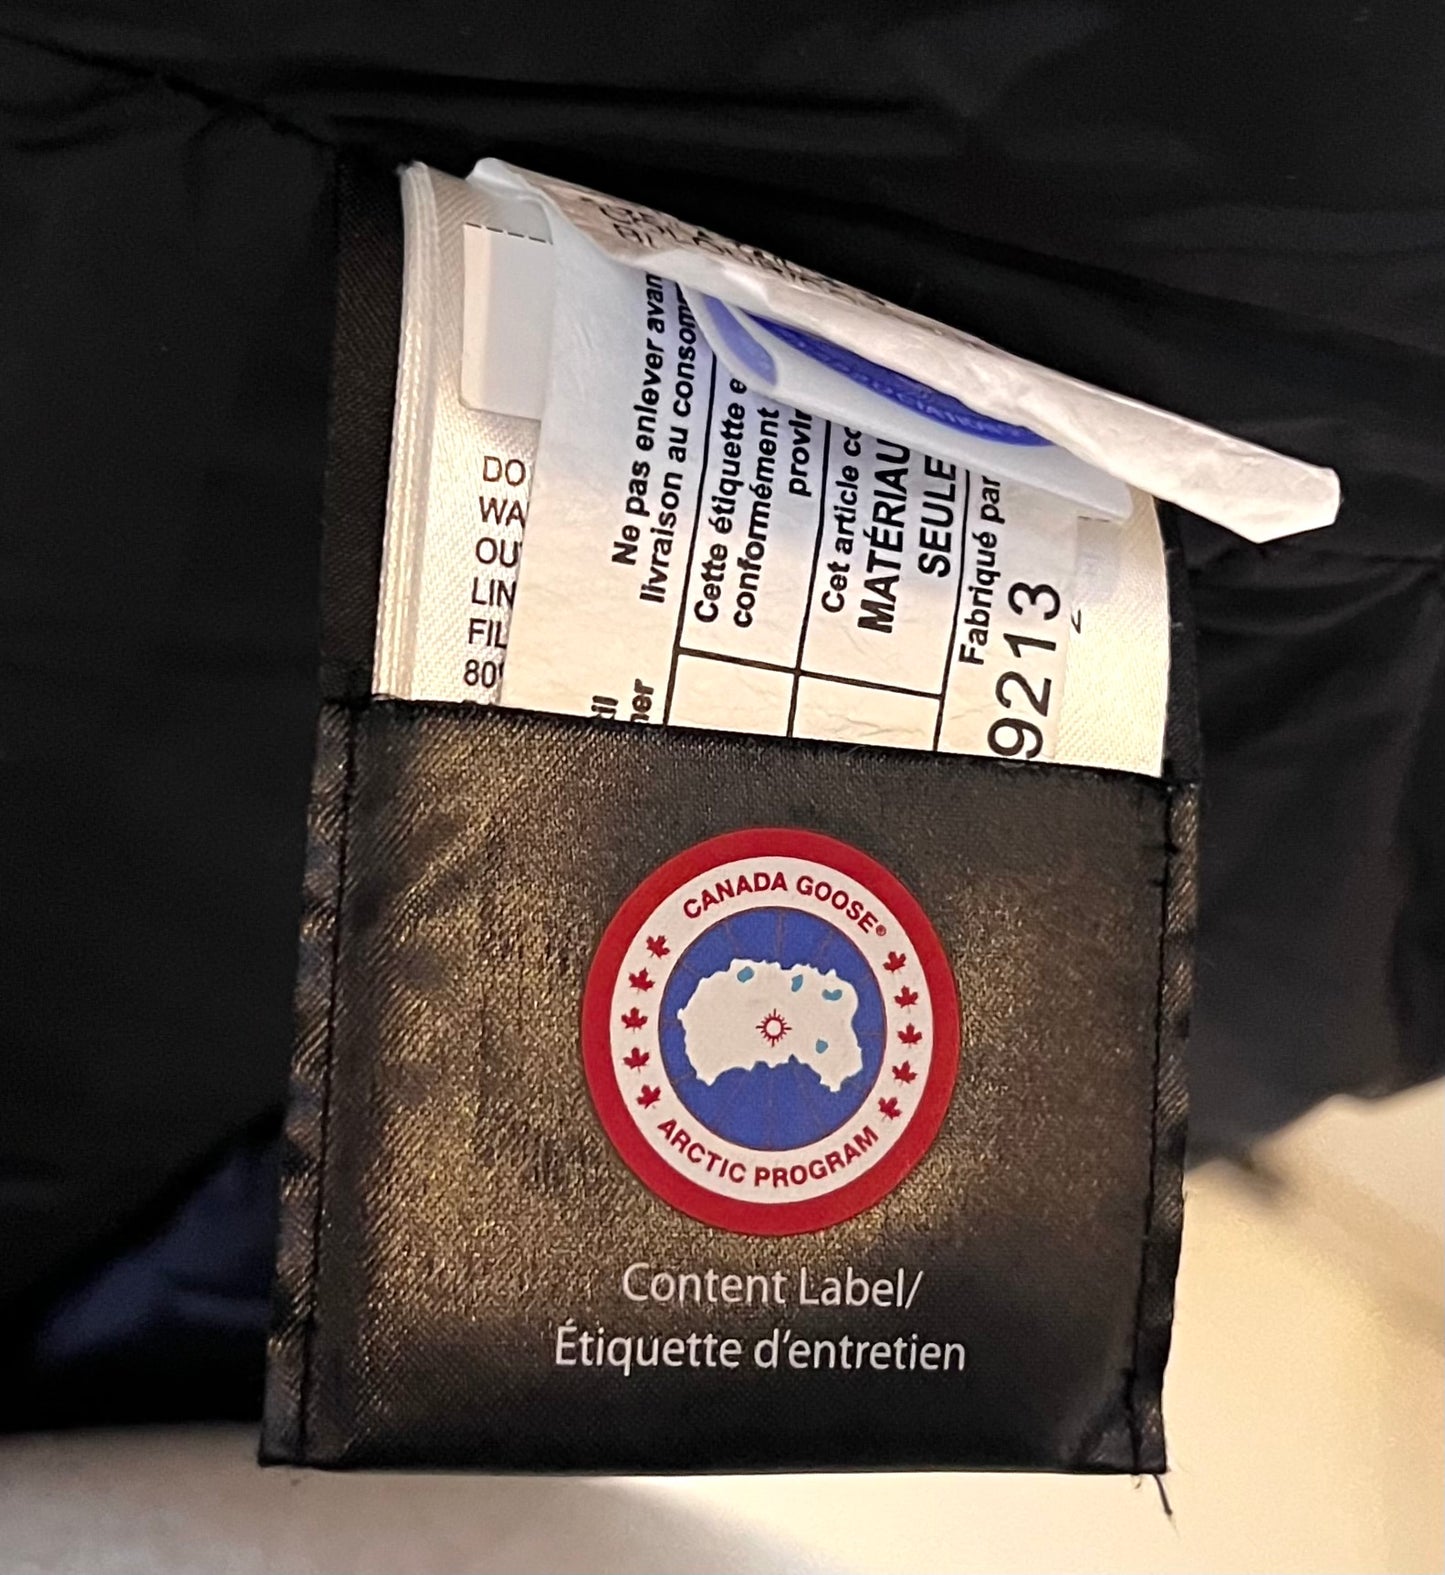 DO
WA
OU
LIN
FIL
80
Ne pas enlever avan
livraison au consom
Cette étiquette e
conformément
provin
Cet article co
MATÉRIAU
SEULE
Fabriqué par
9213
CANADA GOOSE®
ARCTIC PROGRAM
Content Label/
Étiquette d'entretien